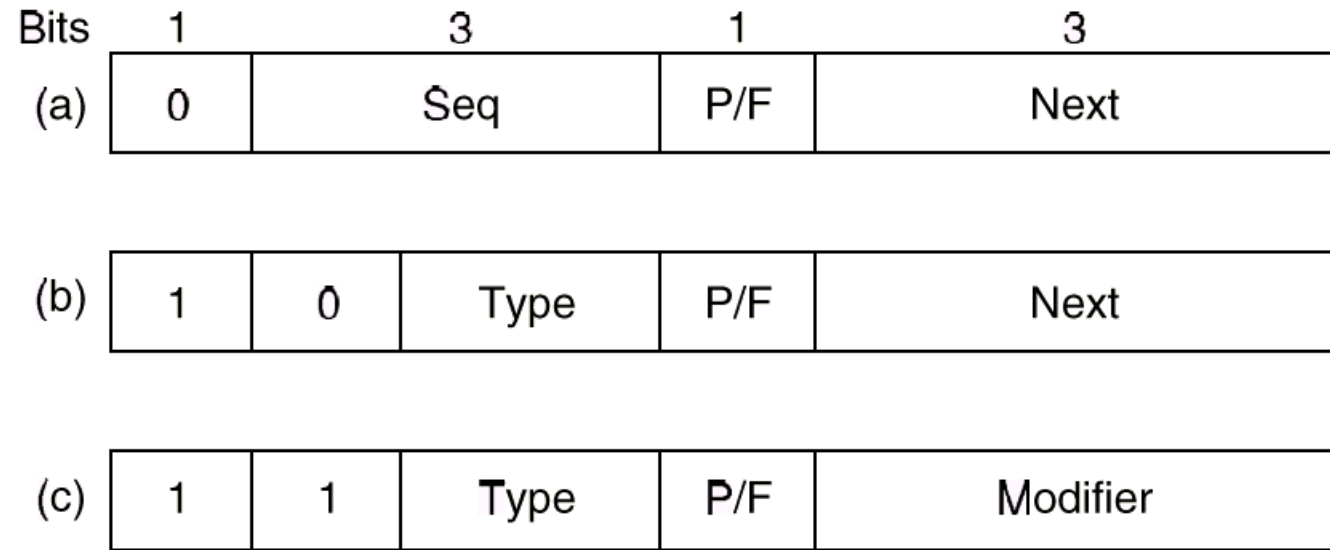 Bits 1 3 1 3
(a) 0 Seq P/F Next
(b) 1 0 Type P/F Next
(c) 1 1 Type P/F Modifier